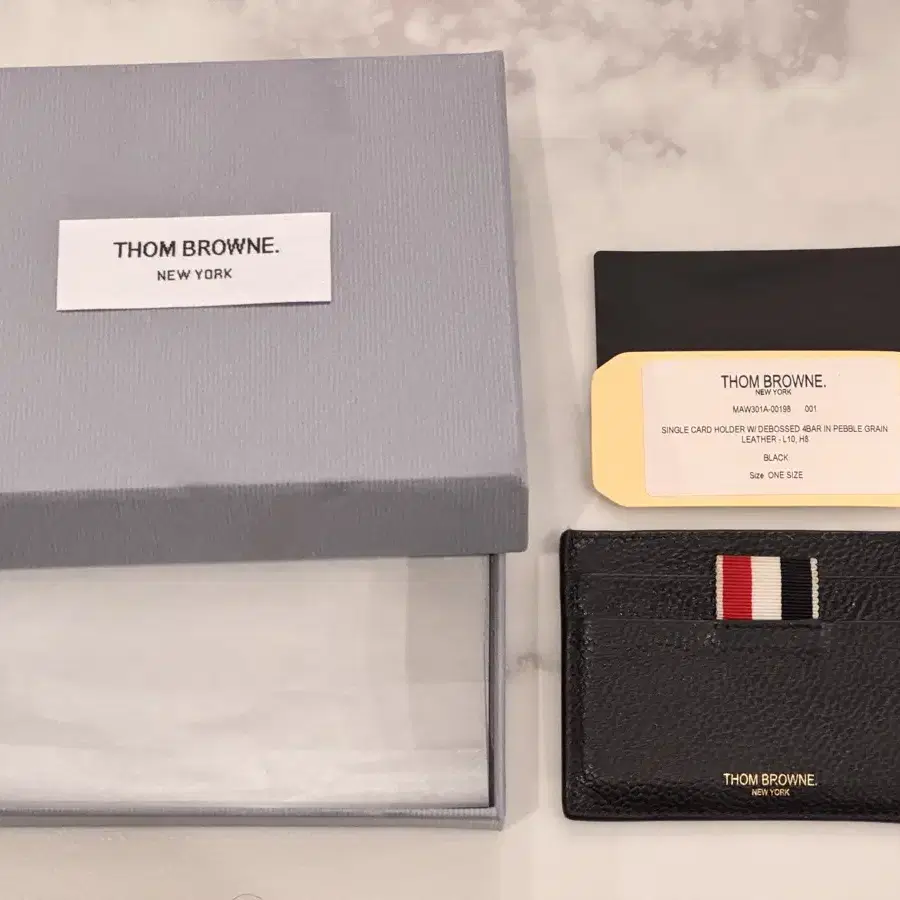 THOM BROWNE.
NEW YORK
THOM BROWNE.
NEW YORK
MAW301A-00198 001
SINGLE CARD HOLDER W/ DEBOSSED 4BAR IN PEBBLE GRAIN
LEATHER - L10, H8
BLACK
Size ONE SIZE
THOM BROWNE.
NEW YORK